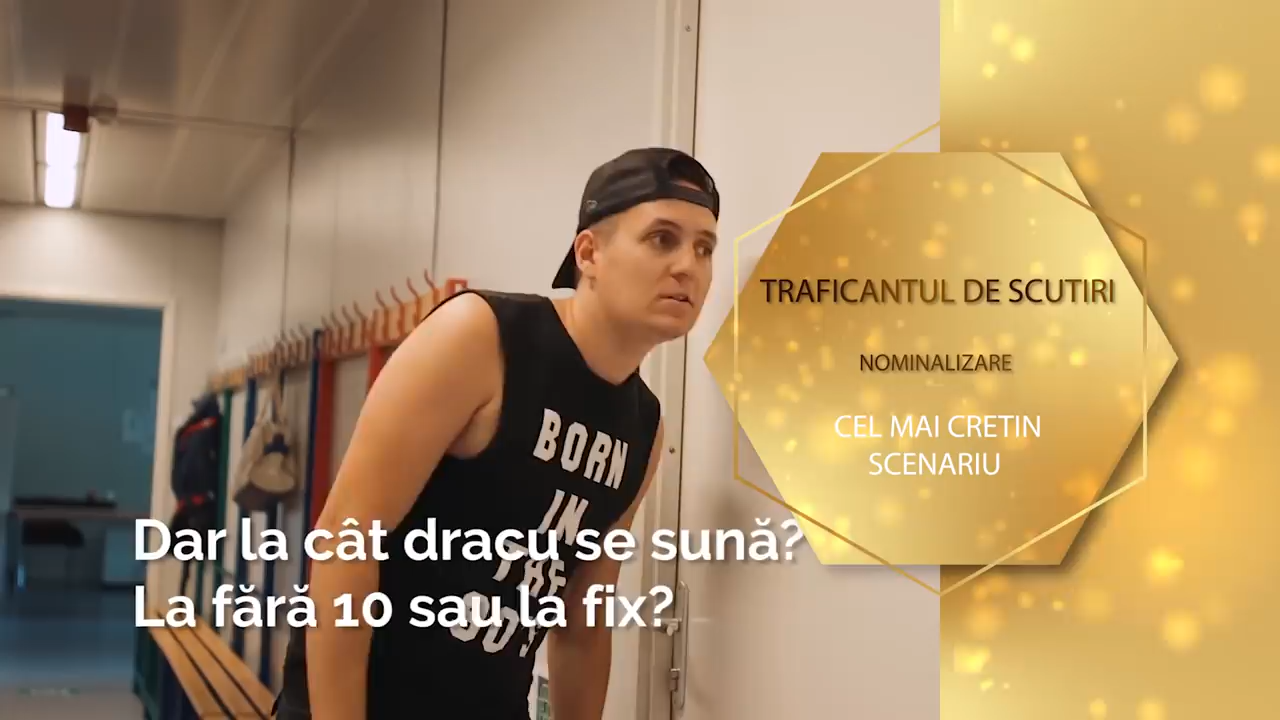 TRAFICANTUL DE SCUTIRI
NOMINALIZARE
CEL MAI CRETIN
SCENARIU
BORN
IN
THE
Dar la cât dracu se sună?
La fără 10 sau la fix?